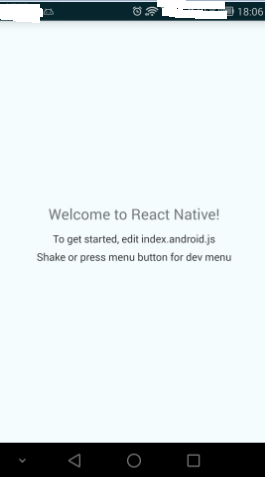 18:06
Welcome to React Native!
To get started, edit index.android.js
Shake or press menu button for dev menu